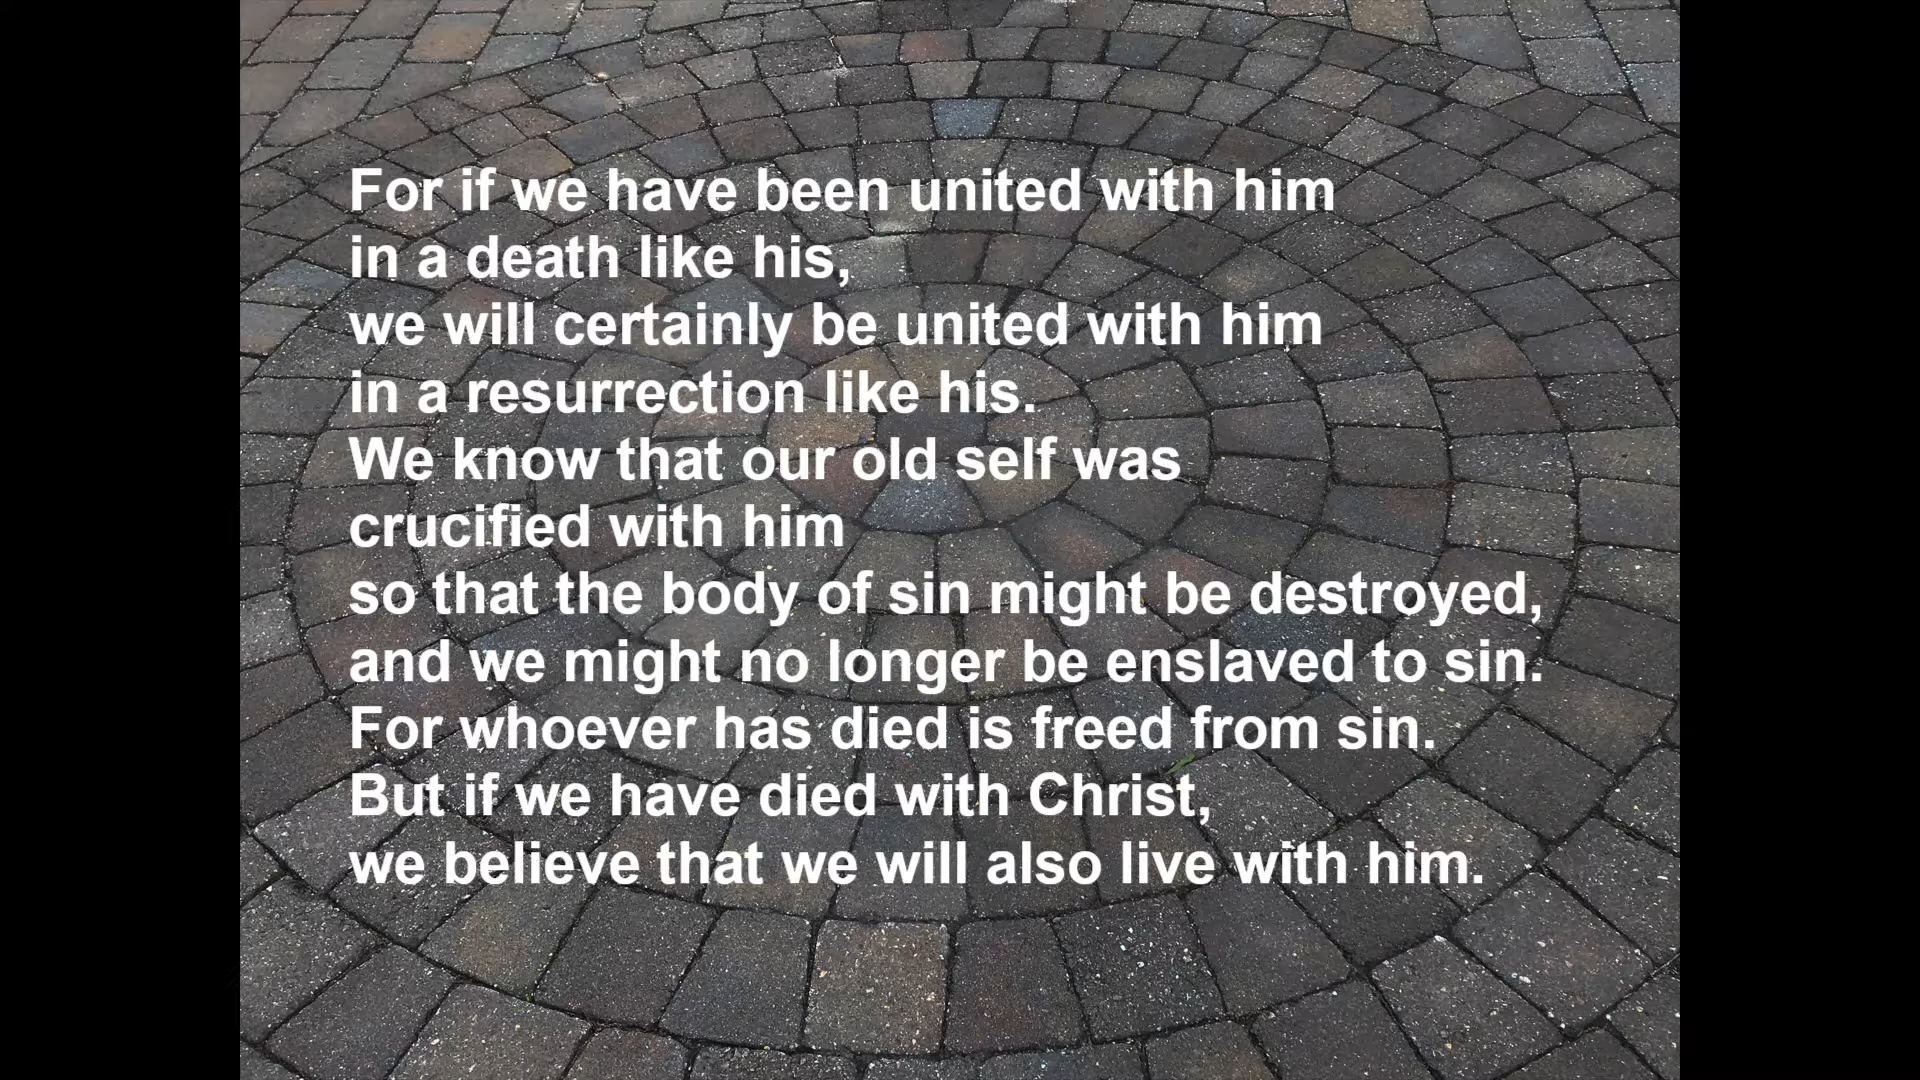 For if we have been united with him
in a death like his,
we will certainly be united with him
in a resurrection like his.
We know that our old self was
crucified with him
so that the body of sin might be destroyed,
and we might no longer be enslaved to sin.
For whoever has died is freed from sin.
But if we have died with Christ,
we believe that we will also live with him.